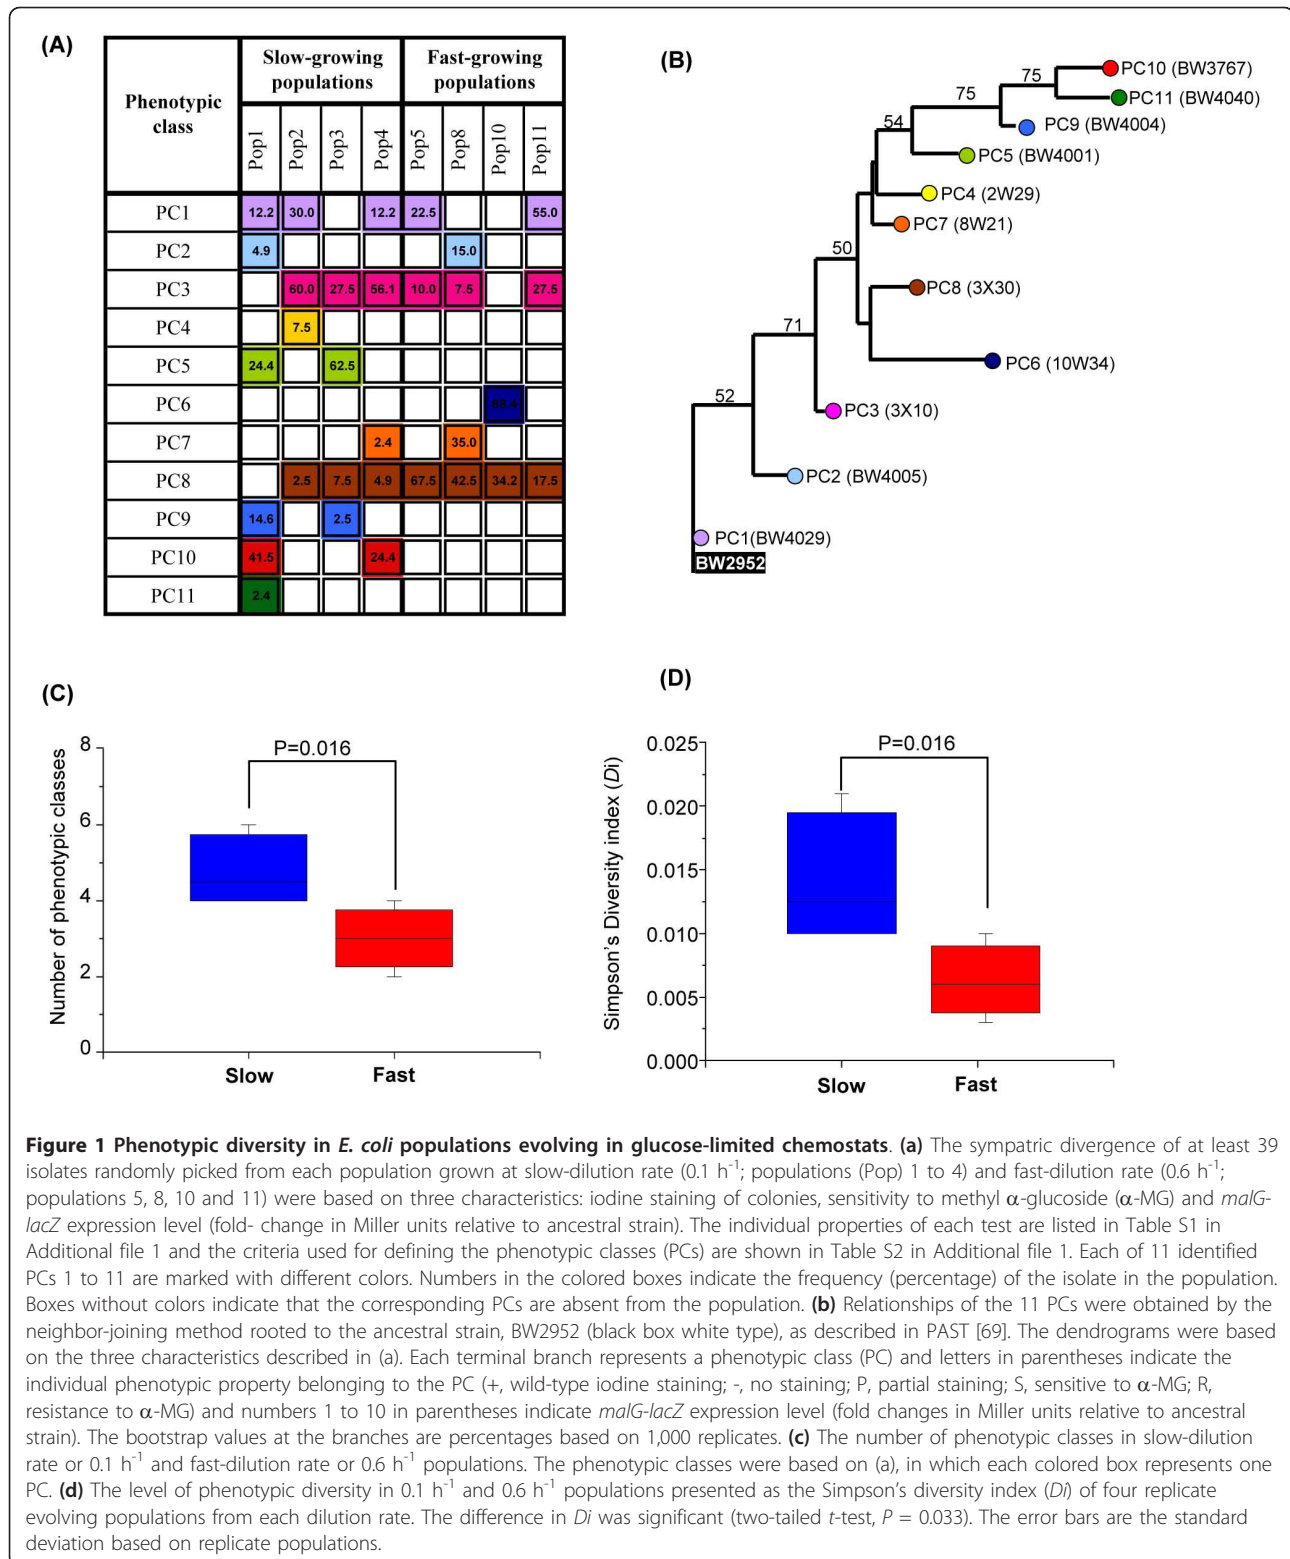 (A)
Phenotypic class
Slow-growing populations
Fast-growing populations
Pop1 Pop2 Pop3 Pop4 Pop5 Pop8 Pop10 Pop11
PC1 12.2 30.0 12.2 22.5 55.0
PC2 4.9 15.0
PC3 60.0 27.5 56.1 10.0 7.5 27.5
PC4 7.5
PC5 24.4 62.5
PC6
PC7 2.4 35.0
PC8 2.5 7.5 4.9 67.5 42.5 34.2 17.5
PC9 14.6 2.5
PC10 41.5 24.4
PC11 2.4
(B)
75
PC10 (BW3767)
75
PC11 (BW4040)
54
PC9 (BW4004)
PC5 (BW4001)
PC4 (2W29)
PC7 (8W21)
50
PC8 (3X30)
71
PC6 (10W34)
52
PC3 (3X10)
PC2 (BW4005)
PC1(BW4029)
BW2952
(C)
Number of phenotypic classes
8
6
4
2
0
P=0.016
Slow
Fast
(D)
Simpson's Diversity index (Di)
0.025
0.020
0.015
0.010
0.005
0.000
P=0.016
Slow
Fast
Figure 1 Phenotypic diversity in E. coli populations evolving in glucose-limited chemostats. (a) The sympatric divergence of at least 39
isolates randomly picked from each population grown at slow-dilution rate (0.1 h-1; populations (Pop) 1 to 4) and fast-dilution rate (0.6 h-1;
populations 5, 8, 10 and 11) were based on three characteristics: iodine staining of colonies, sensitivity to methyl α-glucoside (α-MG) and malG-
lacZ expression level (fold- change in Miller units relative to ancestral strain). The individual properties of each test are listed in Table S1 in
Additional file 1 and the criteria used for defining the phenotypic classes (PCs) are shown in Table S2 in Additional file 1. Each of 11 identified
PCs 1 to 11 are marked with different colors. Numbers in the colored boxes indicate the frequency (percentage) of the isolate in the population.
Boxes without colors indicate that the corresponding PCs are absent from the population. (b) Relationships of the 11 PCs were obtained by the
neighbor-joining method rooted to the ancestral strain, BW2952 (black box white type), as described in PAST [69]. The dendrograms were based
on the three characteristics described in (a). Each terminal branch represents a phenotypic class (PC) and letters in parentheses indicate the
individual phenotypic property belonging to the PC (+, wild-type iodine staining; -, no staining; P, partial staining; S, sensitive to α-MG; R,
resistance to α-MG) and numbers 1 to 10 in parentheses indicate malG-lacZ expression level (fold changes in Miller units relative to ancestral
strain). The bootstrap values at the branches are percentages based on 1,000 replicates. (c) The number of phenotypic classes in slow-dilution
rate or 0.1 h-1 and fast-dilution rate or 0.6 h-1 populations. The phenotypic classes were based on (a), in which each colored box represents one
PC. (d) The level of phenotypic diversity in 0.1 h-1 and 0.6 h-1 populations presented as the Simpson's diversity index (Di) of four replicate
evolving populations from each dilution rate. The difference in Di was significant (two-tailed t-test, P = 0.033). The error bars are the standard
deviation based on replicate populations.